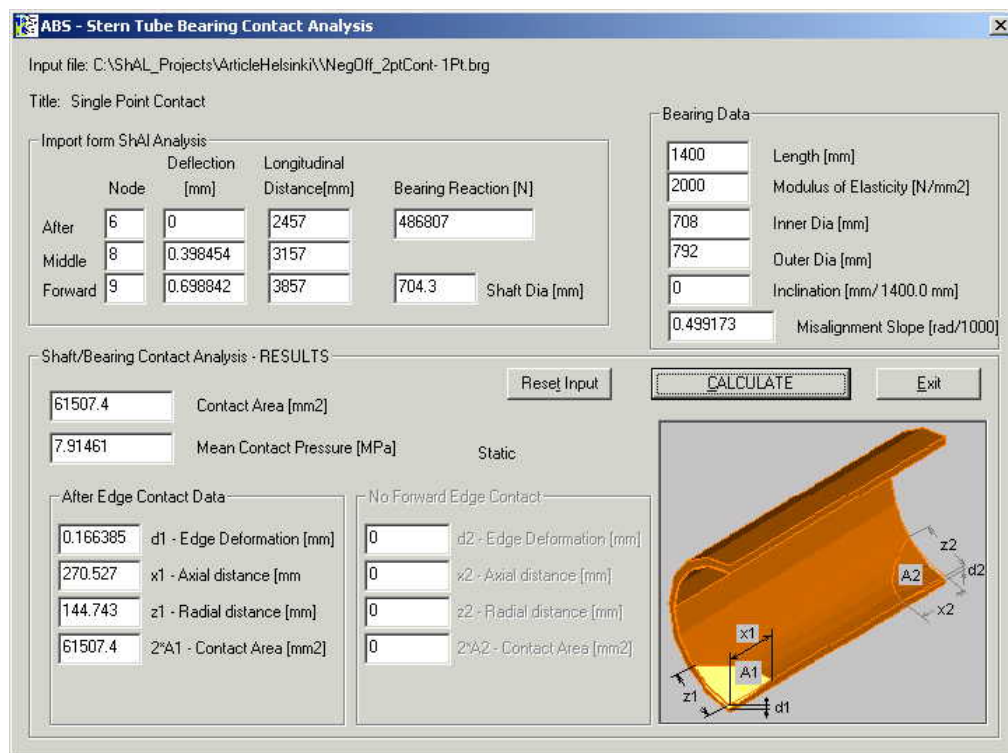 ABS - Stern Tube Bearing Contact Analysis
Input file: C:\ShAL_Projects\ArticleHelsinki\\NegOff_2ptCont- 1Pt.brg
Title: Single Point Contact
Import form ShAl Analysis
Deflection Longitudinal
Node [mm] Distance[mm] Bearing Reaction [N]
After 6 0 2457 486807
Middle 8 0.398454 3157
Forward 9 0.698842 3857 704.3 Shaft Dia [mm]
Bearing Data
1400 Length [mm]
2000 Modulus of Elasticity [N/mm2]
708 Inner Dia [mm]
792 Outer Dia [mm]
0 Inclination [mm/ 1400.0 mm]
0.499173 Misalignment Slope [rad/1000]
Shaft/Bearing Contact Analysis - RESULTS
Reset Input CALCULATE Exit
61507.4 Contact Area [mm2]
7.91461 Mean Contact Pressure [MPa]
Static
After Edge Contact Data
0.166385 d1 - Edge Deformation [mm]
270.527 x1 - Axial distance [mm
144.743 z1 - Radial distance [mm]
61507.4 2*A1 - Contact Area [mm2]
No Forward Edge Contact
0 d2 - Edge Deformation [mm]
0 x2 - Axial distance [mm]
0 z2 - Radial distance [mm]
0 2*A2 - Contact Area [mm2]
z2
d2
A2
x2
x1
A1
z1
d1